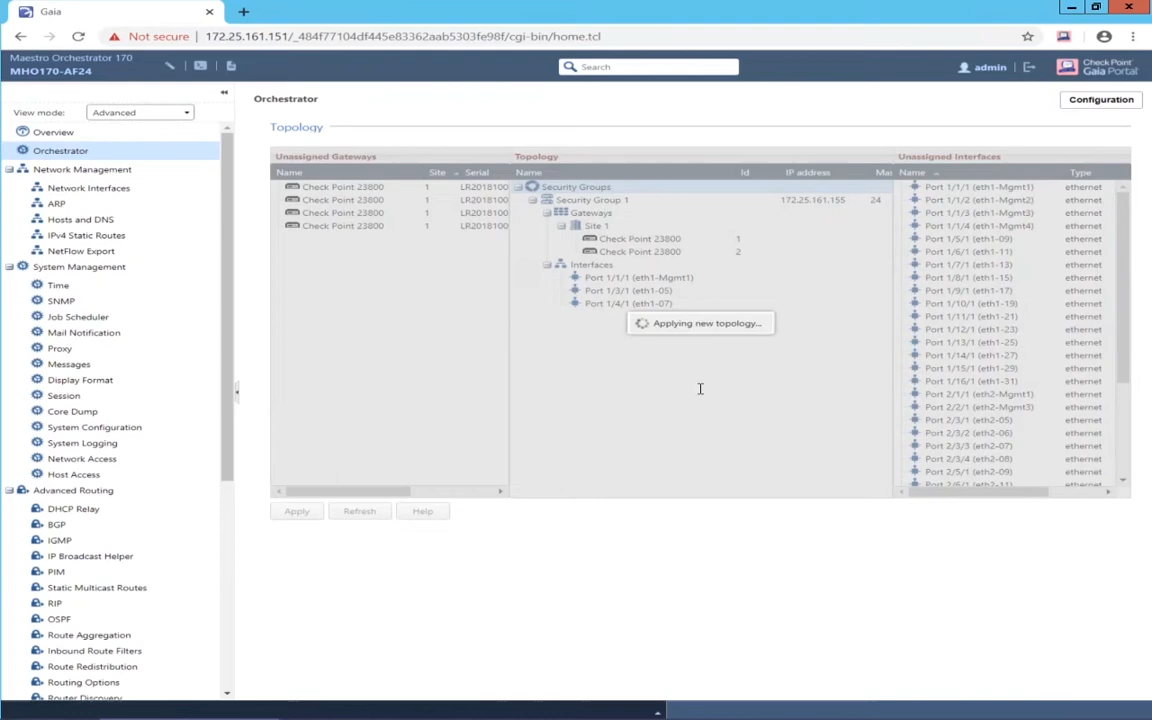 Gaia
Not secure 172.25.161.151/_484f77104df445e83362aab5303fe98f/cgi-bin/home.tcl
Maestro Orchestrator 170
MHO170-AF24
Search
admin
Check Point
Gaia Portal
View mode: Advanced
Overview
Orchestrator
Network Management
Network Interfaces
ARP
Hosts and DNS
IPv4 Static Routes
NetFlow Export
System Management
Time
SNMP
Job Scheduler
Mail Notification
Proxy
Messages
Display Format
Session
Core Dump
System Configuration
System Logging
Network Access
Host Access
Advanced Routing
DHCP Relay
BGP
IGMP
IP Broadcast Helper
PIM
Static Multicast Routes
RIP
OSPF
Route Aggregation
Inbound Route Filters
Route Redistribution
Routing Options
Router Discovery
Orchestrator
Configuration
Topology
Unassigned Gateways
Name Site Serial
Check Point 23800 1 LR2018100
Check Point 23800 1 LR2018100
Check Point 23800 1 LR2018100
Check Point 23800 1 LR2018100
Topology
Name Id IP address Mas
Security Groups
Security Group 1 172.25.161.155 24
Gateways
Site 1
Check Point 23800 1
Check Point 23800 2
Interfaces
Port 1/1/1 (eth1-Mgmt1)
Port 1/3/1 (eth1-05)
Port 1/4/1 (eth1-07)
Applying new topology...
Unassigned Interfaces
Name Type
Port 1/1/1 (eth1-Mgmt1) ethernet
Port 1/1/2 (eth1-Mgmt2) ethernet
Port 1/1/3 (eth1-Mgmt3) ethernet
Port 1/1/4 (eth1-Mgmt4) ethernet
Port 1/5/1 (eth1-09) ethernet
Port 1/6/1 (eth1-11) ethernet
Port 1/7/1 (eth1-13) ethernet
Port 1/8/1 (eth1-15) ethernet
Port 1/9/1 (eth1-17) ethernet
Port 1/10/1 (eth1-19) ethernet
Port 1/11/1 (eth1-21) ethernet
Port 1/12/1 (eth1-23) ethernet
Port 1/13/1 (eth1-25) ethernet
Port 1/14/1 (eth1-27) ethernet
Port 1/15/1 (eth1-29) ethernet
Port 1/16/1 (eth1-31) ethernet
Port 2/1/1 (eth2-Mgmt1) ethernet
Port 2/2/1 (eth2-Mgmt3) ethernet
Port 2/3/1 (eth2-05) ethernet
Port 2/3/2 (eth2-06) ethernet
Port 2/3/3 (eth2-07) ethernet
Port 2/3/4 (eth2-08) ethernet
Port 2/5/1 (eth2-09) ethernet
Port 2/6/1 (eth2-11) ethernet
Apply Refresh Help